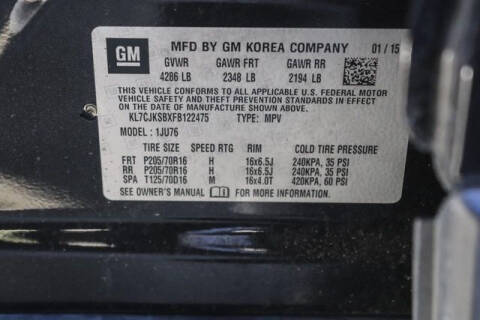 GM MFD BY GM KOREA COMPANY 01 / 15
GVWR GAWR FRT GAWR RR
4286 LB 2348 LB 2194 LB
THIS VEHICLE CONFORMS TO ALL APPLICABLE U.S. FEDERAL MOTOR
VEHICLE SAFETY, BUMPER, AND THEFT PREVENTION STANDARDS IN
EFFECT ON THE DATE OF MANUFACTURE SHOWN ABOVE.
KL7CJKSBXFB122475 TYPE: MPV
MODEL : 1JU76
TIRE SIZE SPEED RTG RIM COLD TIRE PRESSURE
FRT P205/70R16 H 16x6.5J 240KPA, 35 PSI
RR P205/70R16 H 16x6.5J 240KPA, 35 PSI
SPA T125/70D16 M 16x4.0T 420KPA, 60 PSI
SEE OWNER'S MANUAL FOR MORE INFORMATION.